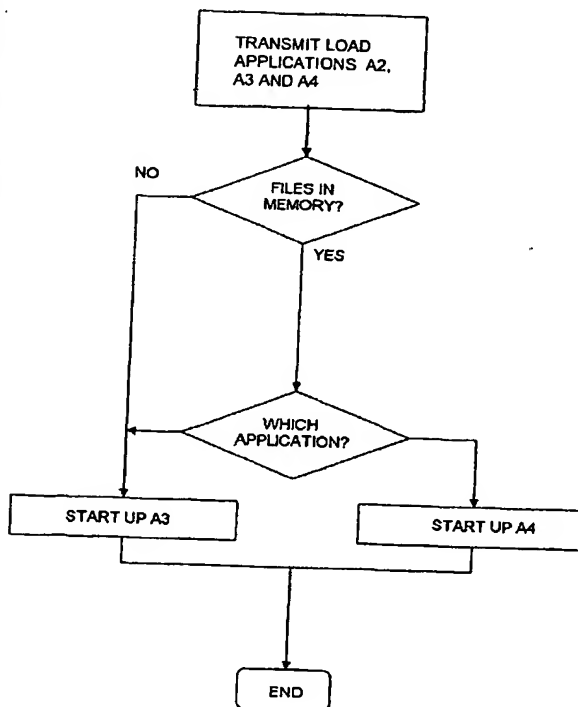 TRANSMIT LOAD
APPLICATIONS A2,
A3 AND A4
NO
FILES IN
MEMORY?
YES
WHICH
APPLICATION?
START UP A3
START UP A4
END